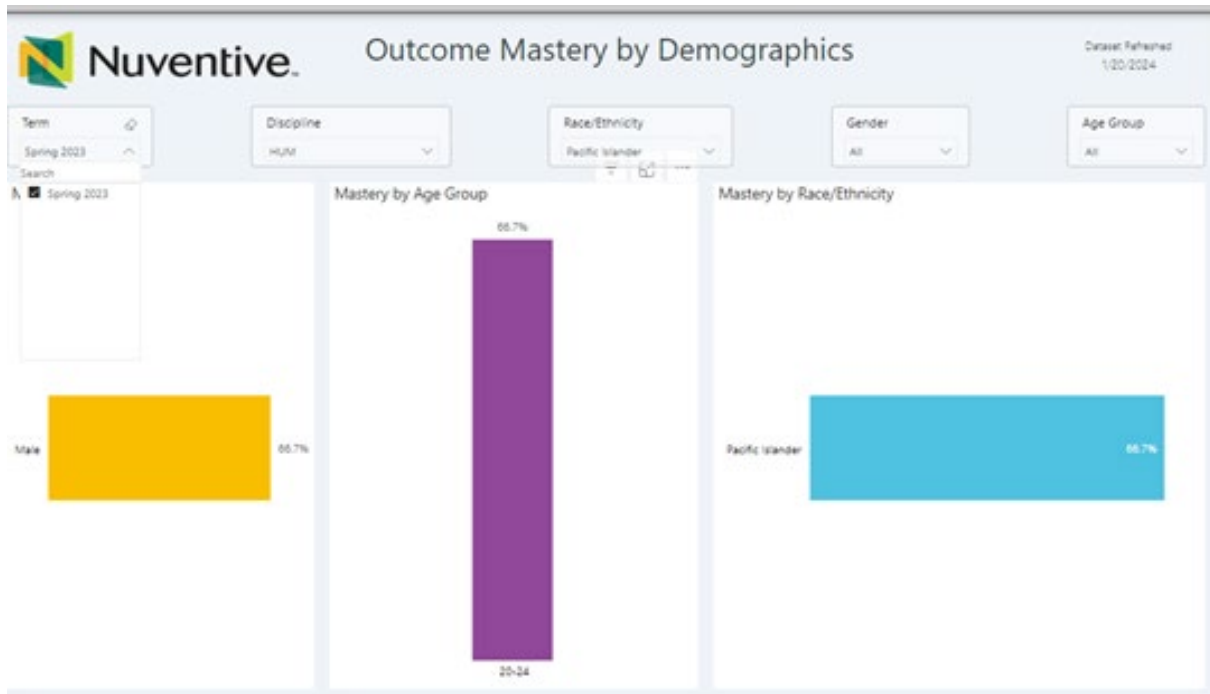 Nuventive.
Outcome Mastery by Demographics
Dataset Refreshed
1/20/2024
Term
Spring 2023
Discipline
HUM
Race/Ethnicity
Pacific Islander
Gender
All
Age Group
All
Search
Spring 2023
M
Male
66.7%
Mastery by Age Group
66.7%
20-24
Mastery by Race/Ethnicity
Pacific Islander
66.7%